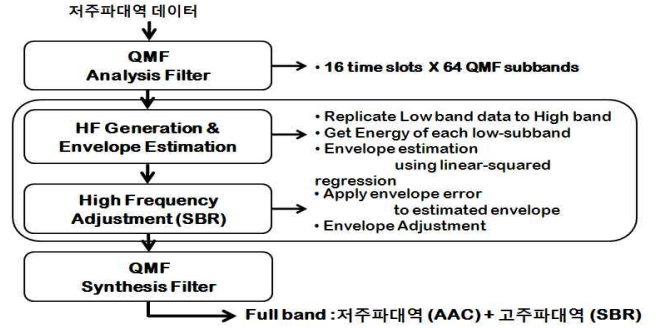 저주파대역 데이터
QMF
Analysis Filter
• 16 time slots X 64 QMF subbands
HF Generation &
Envelope Estimation
• Replicate Low band data to High band
• Get Energy of each low-subband
• Envelope estimation
using linear-squared
regression
High Frequency
Adjustment (SBR)
• Apply envelope error
to estimated envelope
• Envelope Adjustment
QMF
Synthesis Filter
Full band : 저주파대역 (AAC) + 고주파대역 (SBR)